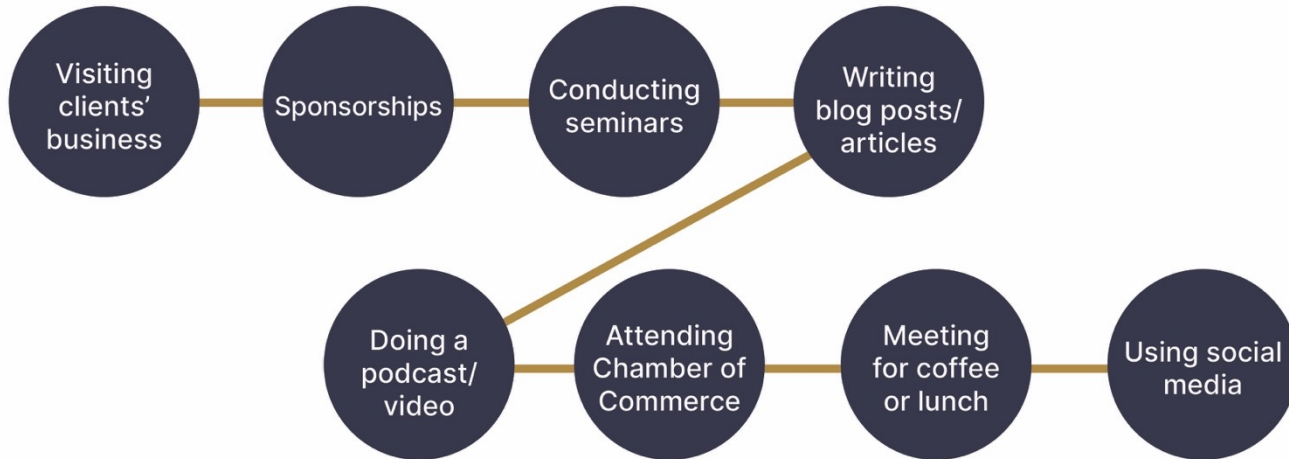 Visiting
clients’
business
Sponsorships
Conducting
seminars
Writing
blog posts/
articles
Doing a
podcast/
video
Attending
Chamber of
Commerce
Meeting
for coffee
or lunch
Using social
media